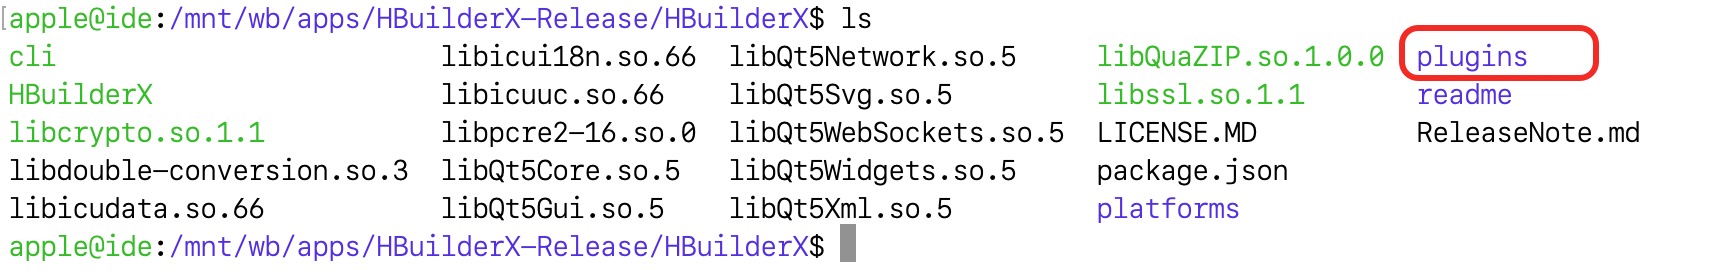 [apple@ide:/mnt/wb/apps/HBuilderX-Release/HBuilderX$ ls
cli libicui18n.so.66 libQt5Network.so.5 libQuaZIP.so.1.0.0 plugins
HBuilderX libicuuc.so.66 libQt5Svg.so.5 libssl.so.1.1 readme
libcrypto.so.1.1 libpcre2-16.so.0 libQt5WebSockets.so.5 LICENSE.MD ReleaseNote.md
libdouble-conversion.so.3 libQt5Core.so.5 libQt5Widgets.so.5 package.json
libicudata.so.66 libQt5Gui.so.5 libQt5Xml.so.5 platforms
apple@ide:/mnt/wb/apps/HBuilderX-Release/HBuilderX$